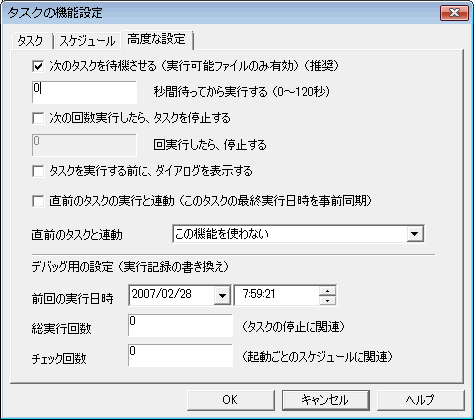 タスクの機能設定
タスク スケジュール 高度な設定
次のタスクを待機させる（実行可能ファイルのみ有効）（推奨）
0 秒間待ってから実行する（0～120秒）
次の回数実行したら、タスクを停止する
0 回実行したら、停止する
タスクを実行する前に、ダイアログを表示する
直前のタスクの実行と連動（このタスクの最終実行日時を事前同期）
直前のタスクと連動 この機能を使わない
デバッグ用の設定（実行記録の書き換え）
前回の実行日時 2007/02/28 7:59:21
総実行回数 0 （タスクの停止に関連）
チェック回数 0 （起動ごとのスケジュールに関連）
OK キャンセル ヘルプ